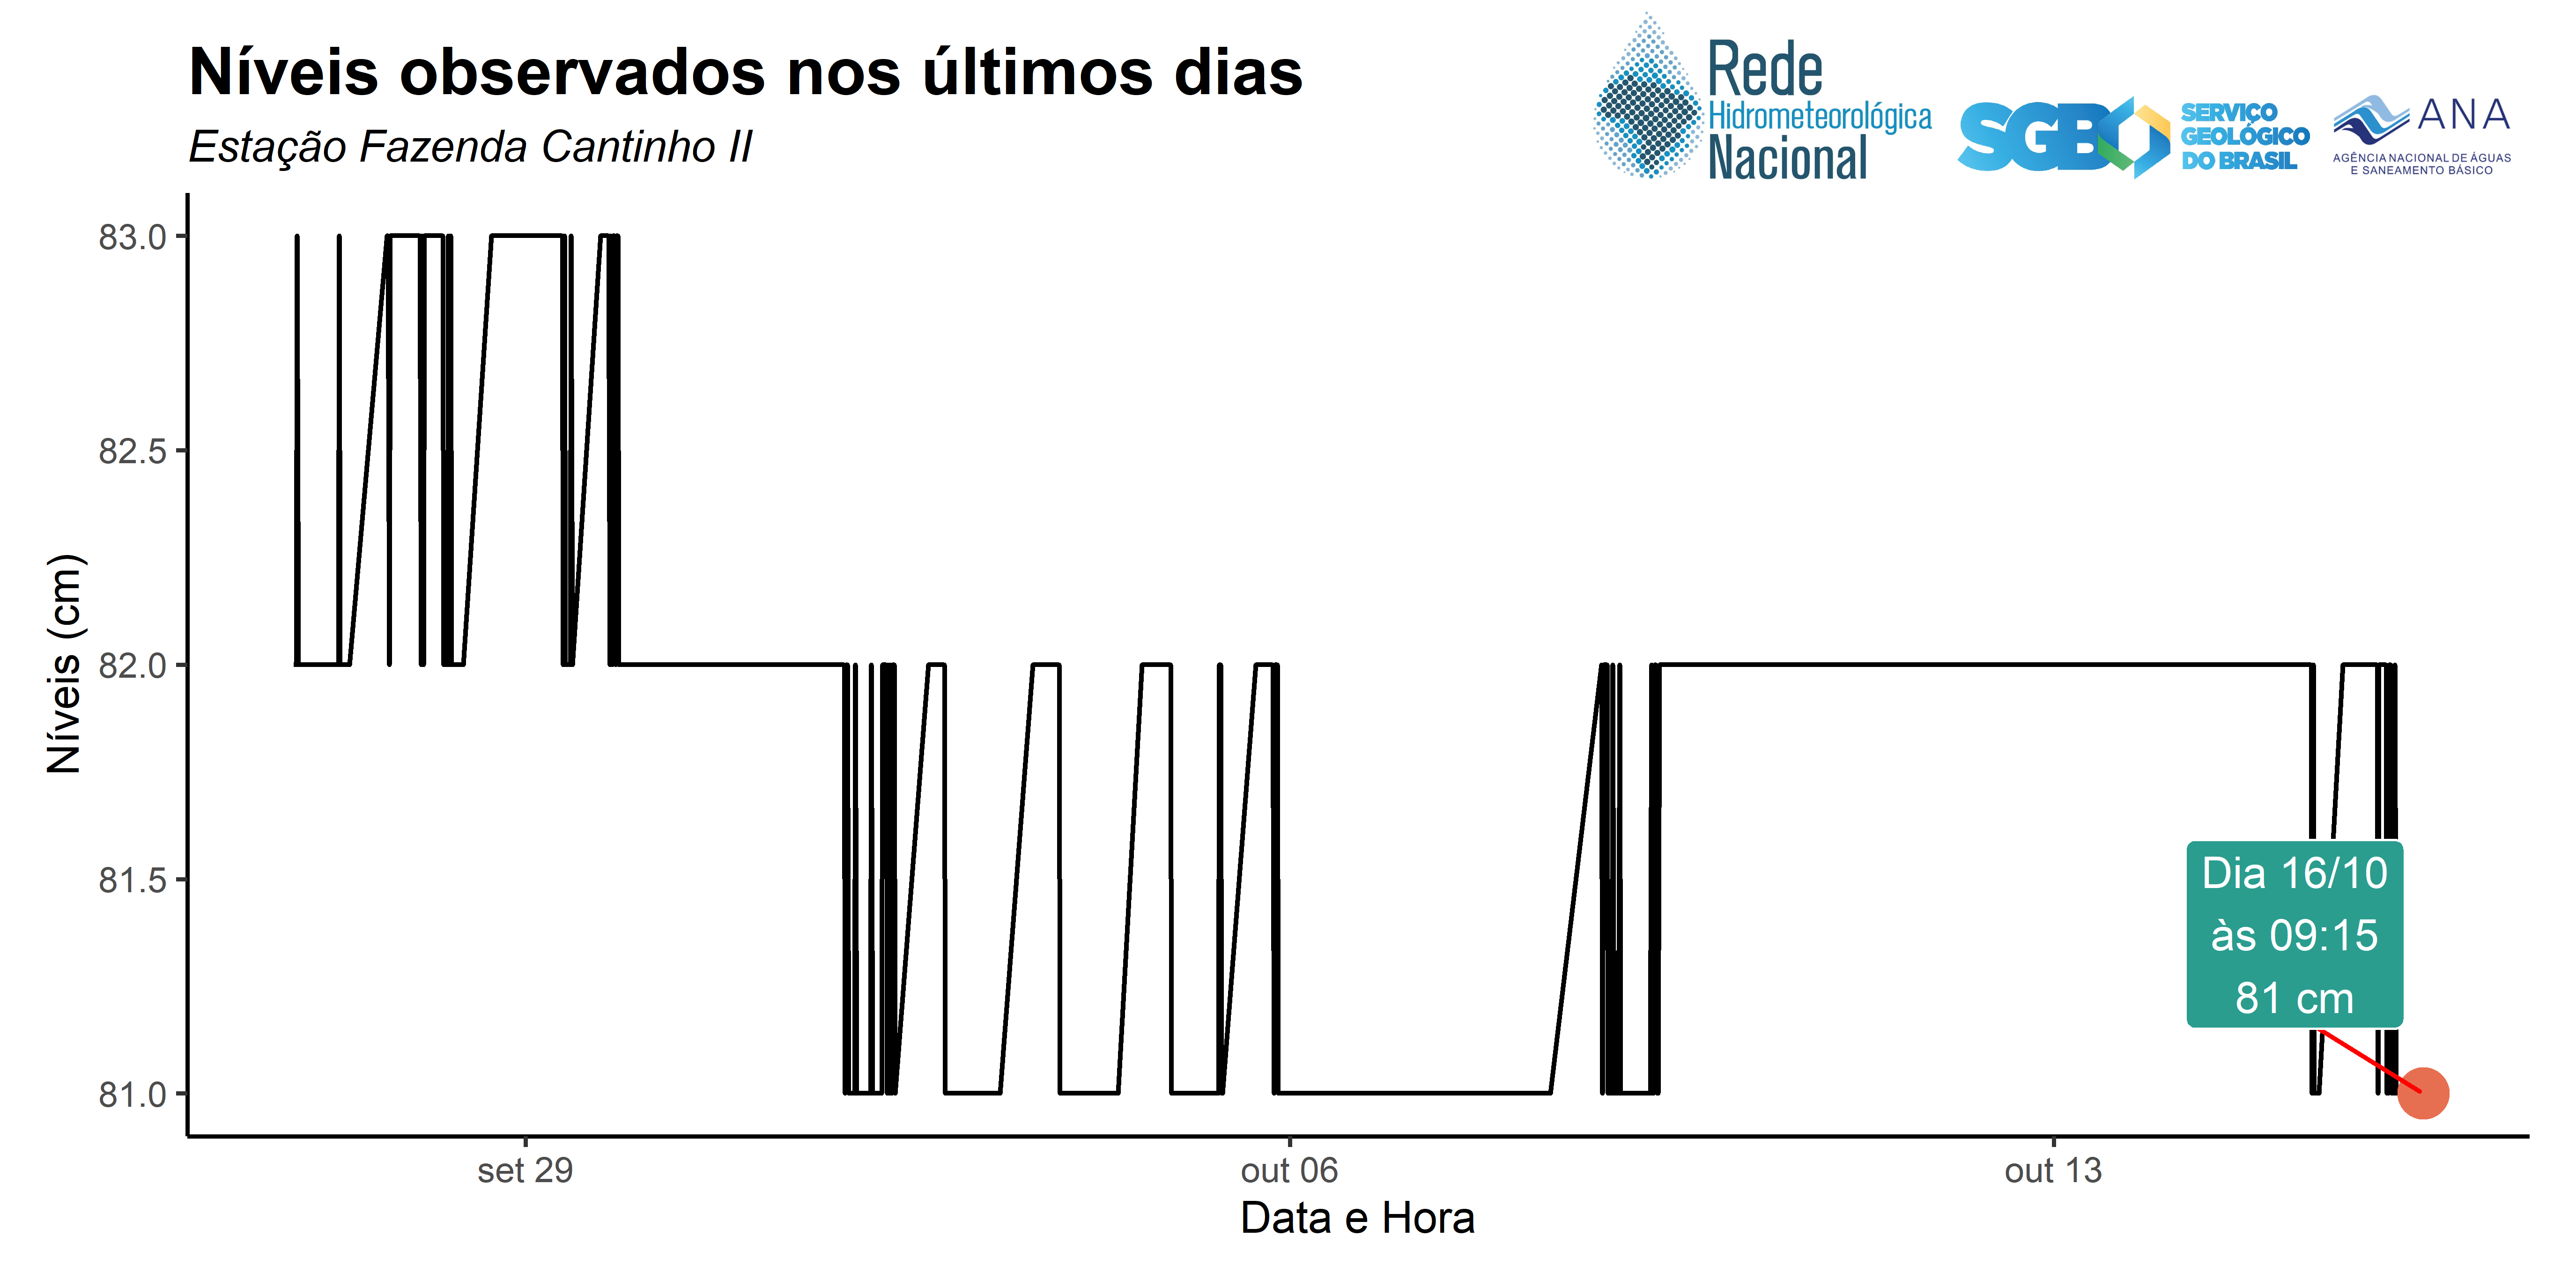 Níveis observados nos últimos dias
Estação Fazenda Cantinho II
Rede
Hidrometeorológica
Nacional
SGB
SERVIÇO
GEOLÓGICO
DO BRASIL
ANA
AGÊNCIA NACIONAL DE ÁGUAS
E SANEAMENTO BÁSICO
Níveis (cm)
83.0
82.5
82.0
81.5
81.0
Dia 16/10
às 09:15
81 cm
set 29
out 06
out 13
Data e Hora